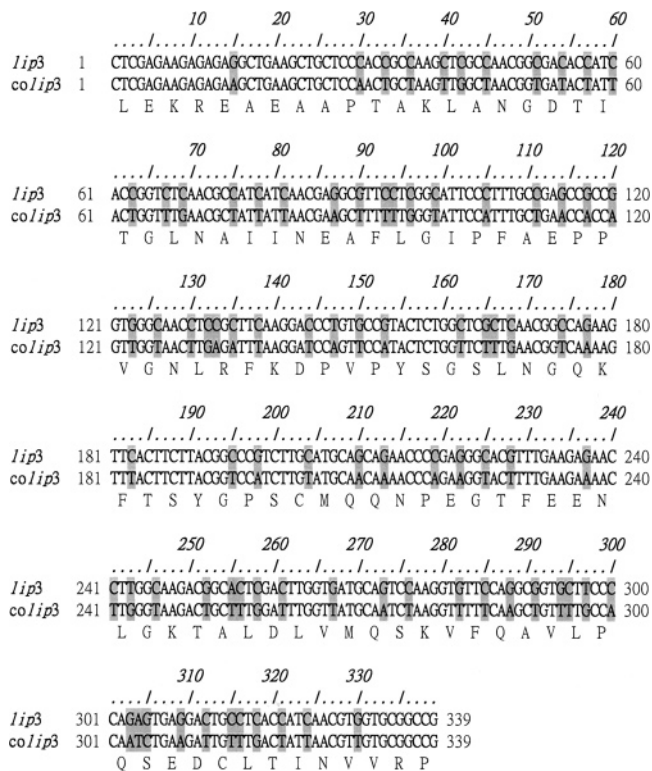 10 20 30 40 50 60
....,..../....,..../....,..../....,..../....,..../....,..../
lip3 1 CTCGAGAAGAGAGAGGCTGAAGCTGCTCCCACCGCCAAGCTCGCCAACGGCGACACCATC 60
colip3 1 CTCGAGAAGAGAGAAGCTGAAGCTGCTCCAACTGCTAAGTTGGCTAACGGTGATACTATT 60
L E K R E A E A A P T A K L A N G D T I
70 80 90 100 110 120
....,..../....,..../....,..../....,..../....,..../....,..../
lip3 61 ACCGGTCTCAACGCCATCATCAACGAGGCGTTCCTCGGCATTCCCTTTGCCGAGCCGCCG 120
colip3 61 ACTGGTTTGAACGCTATTATTAACGAAGCTTTTTTGGGTATTCCATTTGCTGAACCACCA 120
T G L N A I I N E A F L G I P F A E P P
130 140 150 160 170 180
....,..../....,..../....,..../....,..../....,..../....,..../
lip3 121 GTGGGCAACCTCCGCTTCAAGGACCCTGTGCCGTACTCTGGCTCGCTCAACGGCCAGAAG 180
colip3 121 GTTGGTAACTTGAGATTTAAGGATCCAGTTCCATACTCTGGTTCTTTGAACGGTCAAAAG 180
V G N L R F K D P V P Y S G S L N G Q K
190 200 210 220 230 240
....,..../....,..../....,..../....,..../....,..../....,..../
lip3 181 TTCACTTCTTACGGCCCGTCTTGCATGCAGCAGAACCCCGAGGGCACGTTTGAAGAGAAC 240
colip3 181 TTTACTTCTTACGGTCCATCTTGTATGCAACAAAACCCAGAAGGTACTTTTGAAGAAAAC 240
F T S Y G P S C M Q Q N P E G T F E E N
250 260 270 280 290 300
....,..../....,..../....,..../....,..../....,..../....,..../
lip3 241 CTTGGCAAGACGGCACTCGACTTGGTGATGCAGTCCAAGGTGTTCCAGGCGGTGCTTCCC 300
colip3 241 TTGGGTAAGACTGCTTTGGATTTGGTTATGCAATCTAAGGTTTTTCAAGCTGTTTTGCCA 300
L G K T A L D L V M Q S K V F Q A V L P
310 320 330
....,..../....,..../....,..../....,....
lip3 301 CAGAGTGAGGACTGCCTCACCATCAACGTGGTGCGGCCG 339
colip3 301 CAATCTGAAGATTGTTTGACTATTAACGTTGTGCGGCCG 339
Q S E D C L T I N V V R P